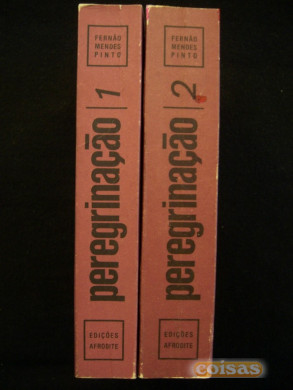 FERNÃO
MENDES
PINTO
peregrinação | 1
EDIÇÕES
AFRODITE
FERNÃO
MENDES
PINTO
peregrinação | 2
EDIÇÕES
AFRODITE
coisas